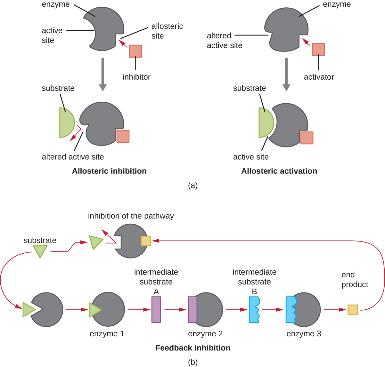 enzyme
active
site
allosteric
site
inhibitor
substrate
altered active site
Allosteric inhibition
enzyme
altered
active site
activator
substrate
active site
Allosteric activation
(a)
inhibition of the pathway
substrate
intermediate
substrate
A
intermediate
substrate
B
end
product
enzyme 1
enzyme 2
enzyme 3
Feedback inhibition
(b)